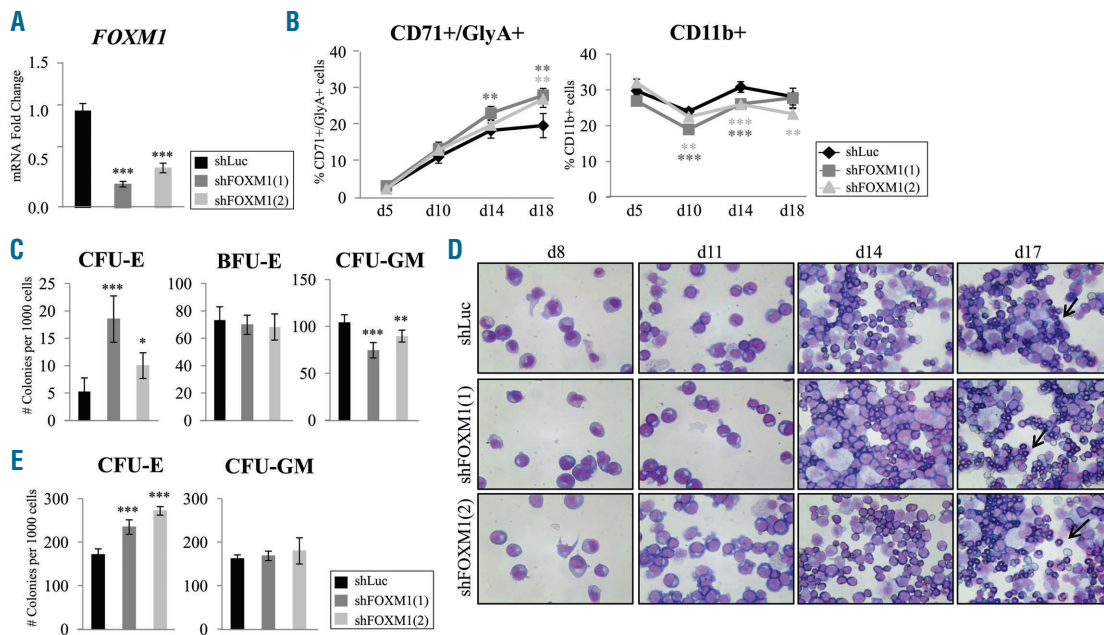 A
FOXM1
mRNA Fold Change
1.5
1.0
0.5
0.0
***
***
shLuc
shFOXM1(1)
shFOXM1(2)
B
CD71+/GlyA+
% CD71+/GlyA+ cells
40
30
20
10
0
**
**
**
d5 d10 d14 d18
CD11b+
% CD11b+ cells
40
30
20
10
0
**
***
***
***
**
d5 d10 d14 d18
shLuc
shFOXM1(1)
shFOXM1(2)
C
CFU-E
# Colonies per 1000 cells
25
20
15
10
5
0
***
*
BFU-E
100
80
60
40
20
0
CFU-GM
150
100
50
0
***
**
D
d8 d11 d14 d17
shLuc
shFOXM1(1)
shFOXM1(2)
E
CFU-E
# Colonies per 1000 cells
300
200
100
0
***
***
CFU-GM
300
200
100
0
shLuc
shFOXM1(1)
shFOXM1(2)